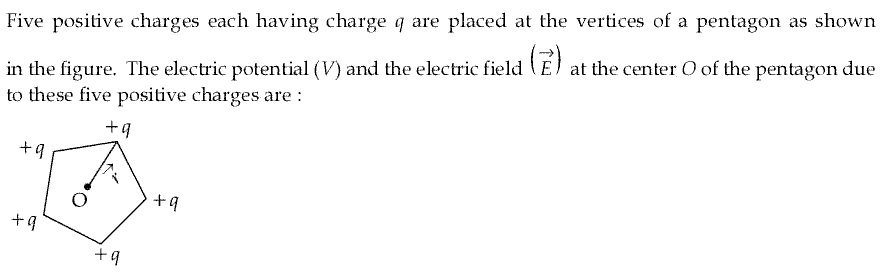 Five positive charges each having charge q are placed at the vertices of a pentagon as shown
in the figure. The electric potential (V) and the electric field (E⃗) at the center O of the pentagon due
to these five positive charges are :
+q
+q
r
O
+q
+q
+q